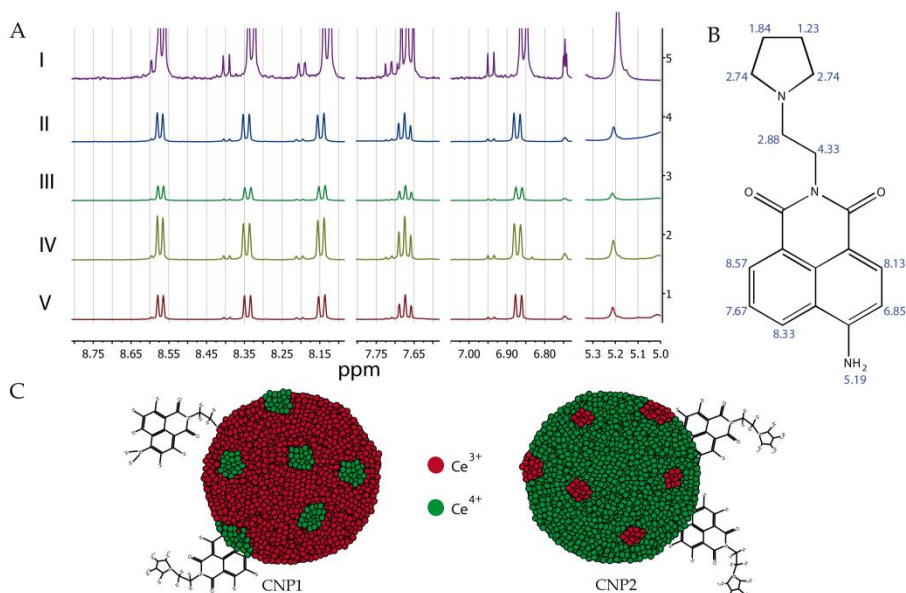 A
I
II
III
IV
V
5
4
3
2
1
8.75 8.65 8.55 8.45 8.35 8.25 8.15 7.75 7.65 7.00 6.90 6.80 5.3 5.2 5.1 5.0
ppm
B
1.84 1.23
2.74 2.74
N
2.88 4.33
O N O
8.57 8.13
7.67 6.85
8.33
NH2
5.19
C
Ce3+
Ce4+
CNP1
CNP2